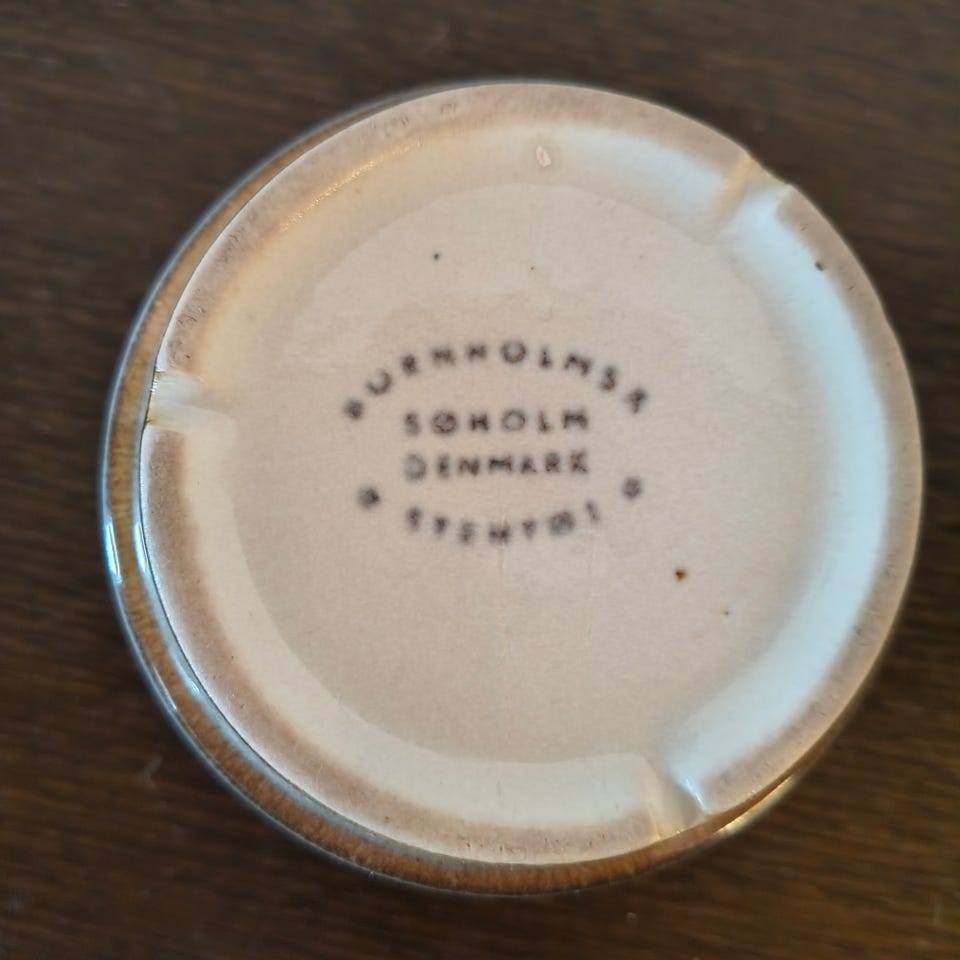 BORNHOLMSK
SØHOLM
DENMARK
* STENTØJ *